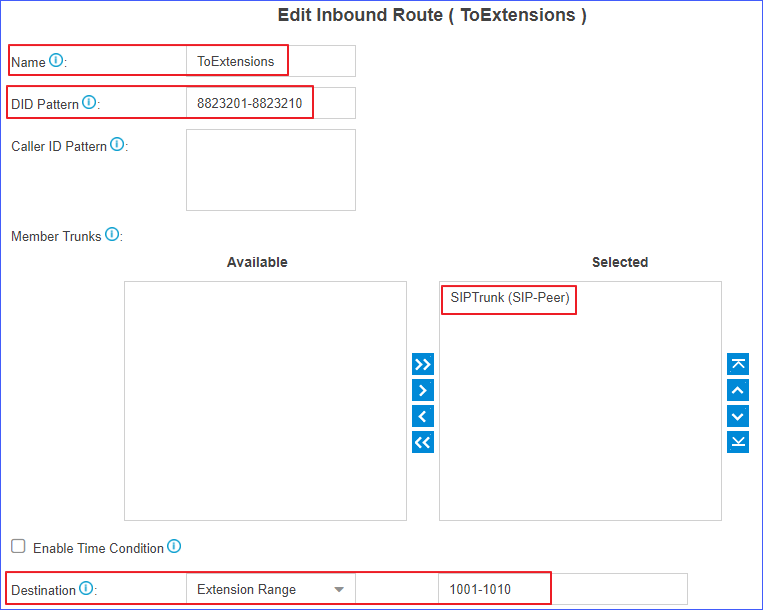 Edit Inbound Route ( ToExtensions )
Name i: ToExtensions
DID Pattern i: 8823201-8823210
Caller ID Pattern i:
Member Trunks i:
Available Selected
SIPTrunk (SIP-Peer)
Enable Time Condition i
Destination i: Extension Range 1001-1010